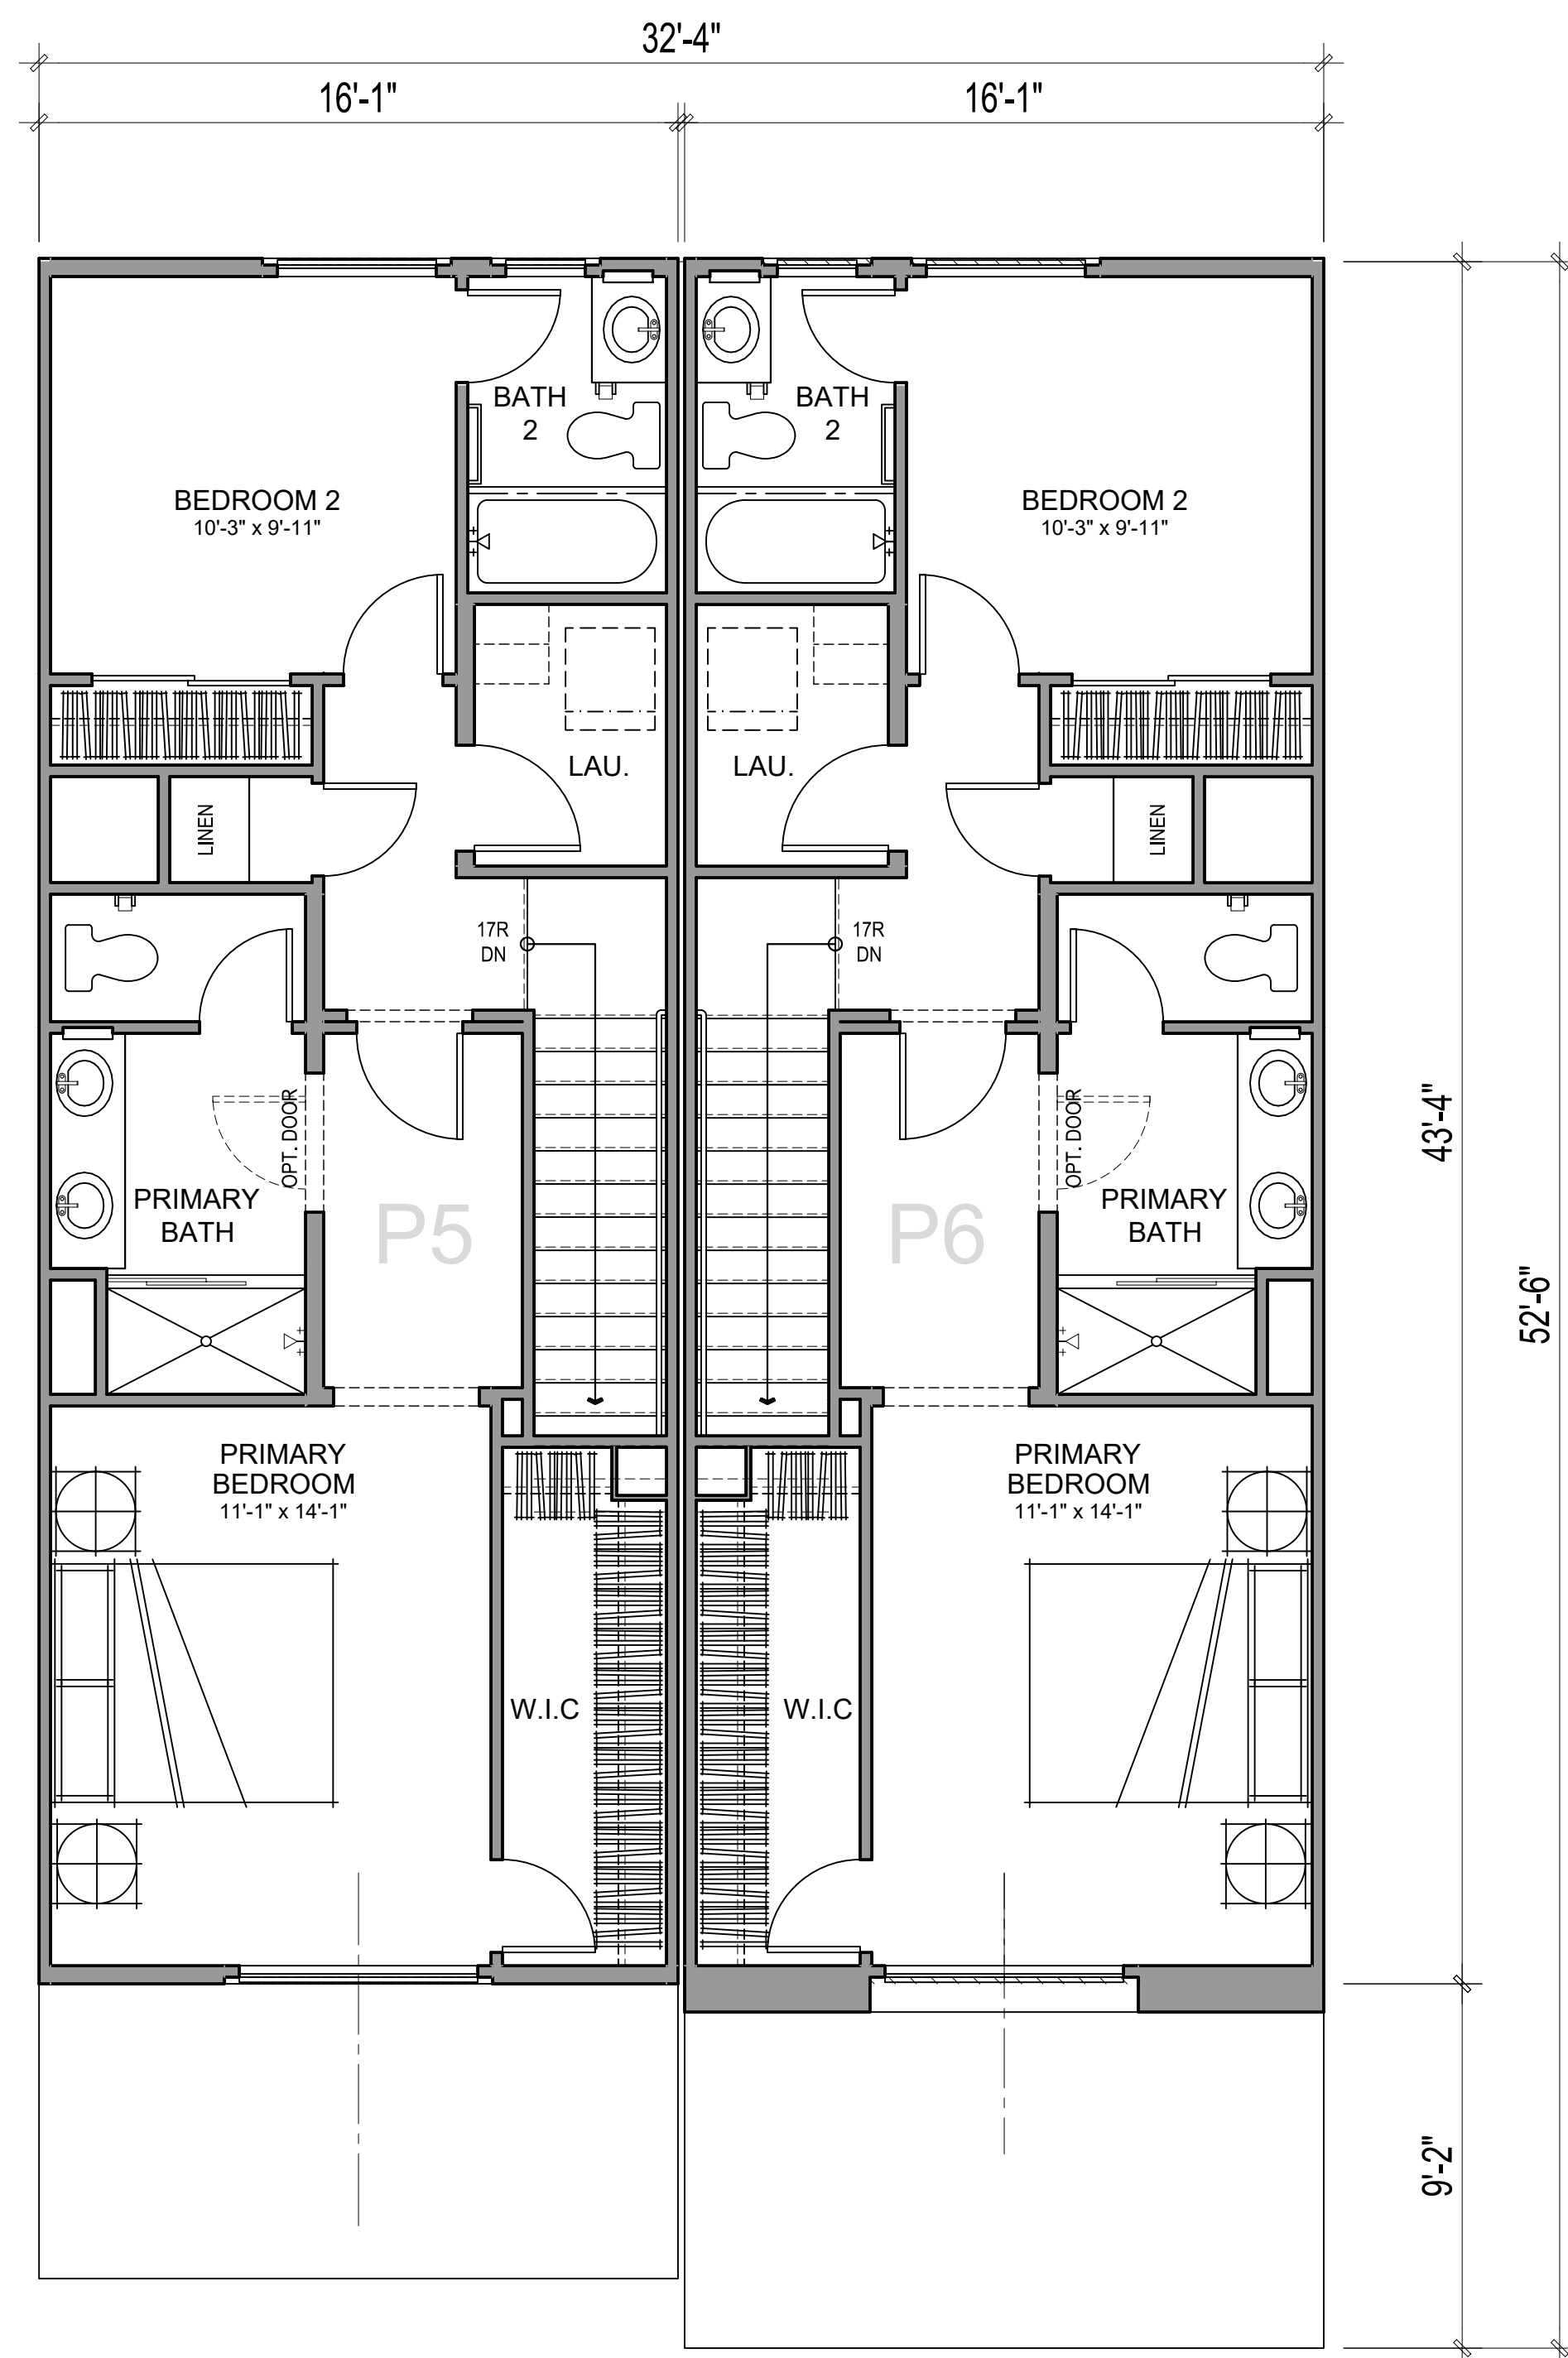 32'-4"
16'-1"
16'-1"
BATH
2
BATH
2
BEDROOM 2
10'-3" x 9'-11"
BEDROOM 2
10'-3" x 9'-11"
LAU.
LAU.
LINEN
LINEN
17R
DN
17R
DN
OPT. DOOR
OPT. DOOR
PRIMARY
BATH
P5
P6
PRIMARY
BATH
43'-4"
52'-6"
PRIMARY
BEDROOM
11'-1" x 14'-1"
PRIMARY
BEDROOM
11'-1" x 14'-1"
W.I.C
W.I.C
9'-2"